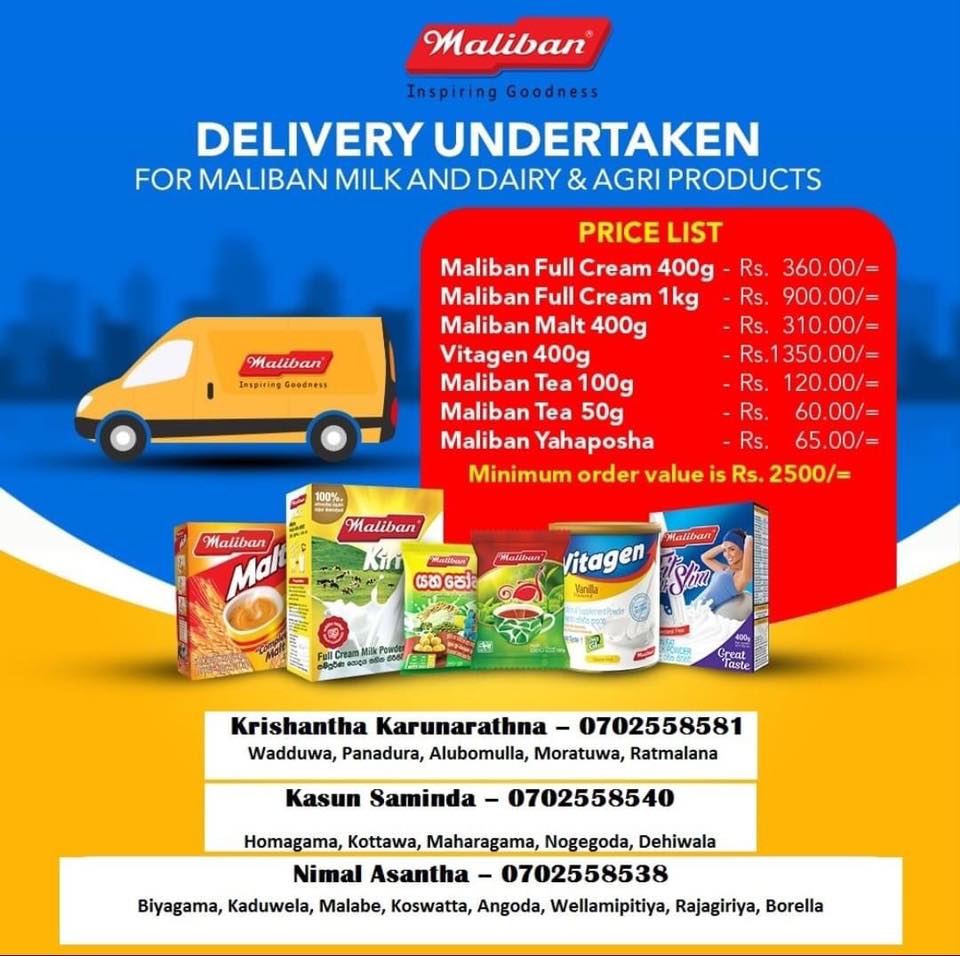 Maliban®
Inspiring Goodness
DELIVERY UNDERTAKEN
FOR MALIBAN MILK AND DAIRY & AGRI PRODUCTS
PRICE LIST
Maliban Full Cream 400g - Rs. 360.00/=
Maliban Full Cream 1kg - Rs. 900.00/=
Maliban Malt 400g - Rs. 310.00/=
Vitagen 400g - Rs.1350.00/=
Maliban Tea 100g - Rs. 120.00/=
Maliban Tea 50g - Rs. 60.00/=
Maliban Yahaposha - Rs. 65.00/=
Minimum order value is Rs. 2500/=
Maliban
Inspiring Goodness
Maliban
Malt
100%
Maliban
Kiri
Full Cream Milk Powder
Maliban
යහ පෝෂ
Maliban
Vitagen
Vanilla
Maliban
Slim
400g
Great
Taste
Krishantha Karunarathna – 0702558581
Wadduwa, Panadura, Alubomulla, Moratuwa, Ratmalana
Kasun Saminda – 0702558540
Homagama, Kottawa, Maharagama, Nogegoda, Dehiwala
Nimal Asantha – 0702558538
Biyagama, Kaduwela, Malabe, Koswatta, Angoda, Wellamipitiya, Rajagiriya, Borella